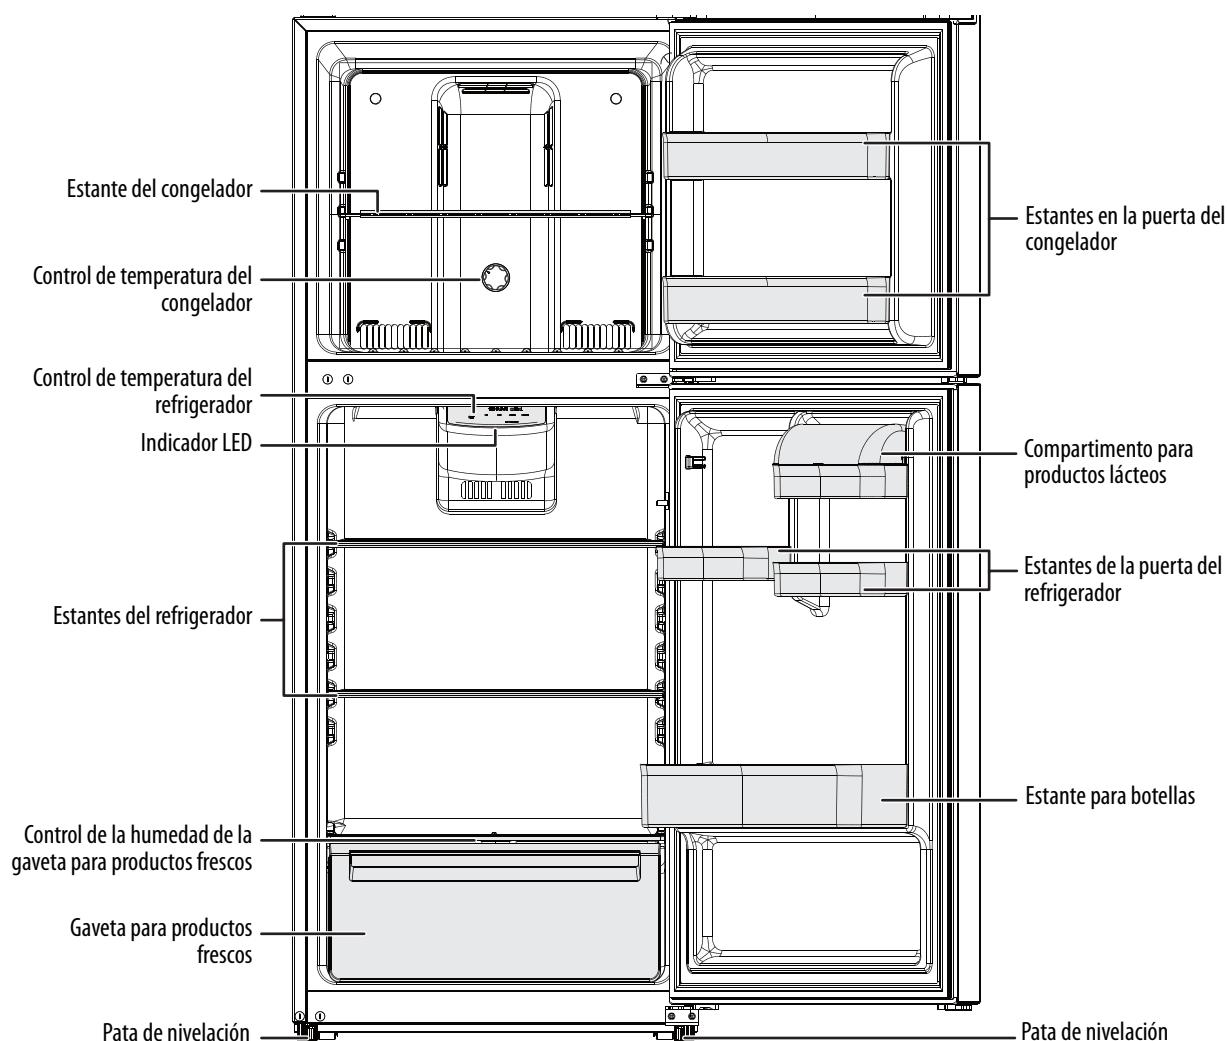 Estante del congelador
Control de temperatura del
congelador
Control de temperatura del
refrigerador
Indicador LED
Estantes del refrigerador
Control de la humedad de la
gaveta para productos frescos
Gaveta para productos
frescos
Pata de nivelación
Estantes en la puerta del
congelador
Compartimento para
productos lácteos
Estantes de la puerta del
refrigerador
Estante para botellas
Pata de nivelación